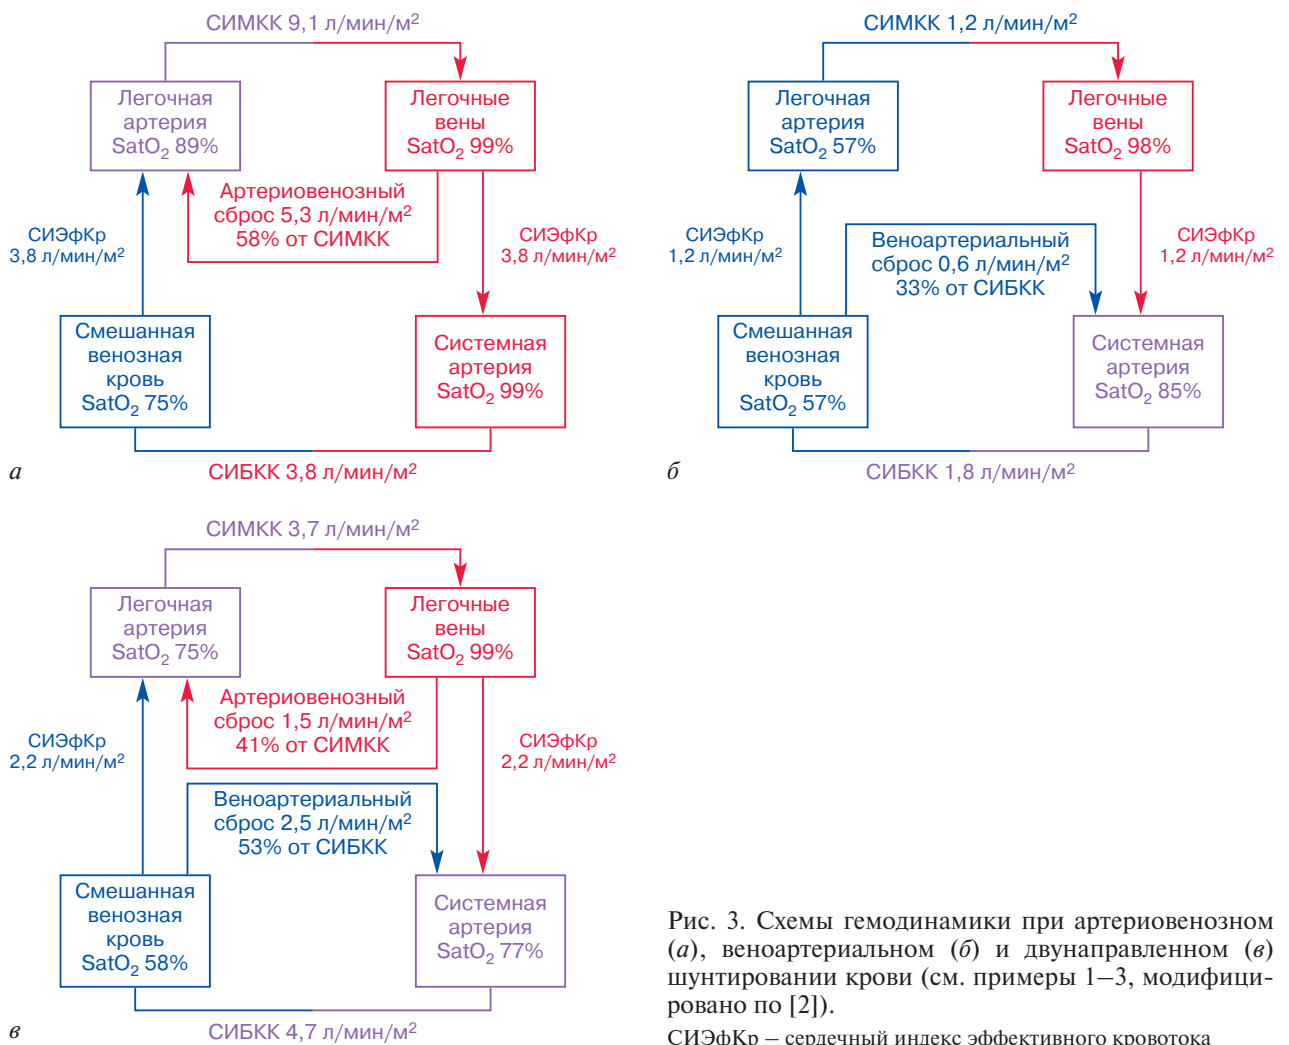 СИМКК 9,1 л/мин/м²
Легочная
артерия
SatO₂ 89%
Легочные
вены
SatO₂ 99%
Артериовенозный
сброс 5,3 л/мин/м²
58% от СИМКК
СИЭфКр
3,8 л/мин/м²
СИЭфКр
3,8 л/мин/м²
Смешанная
венозная
кровь
SatO₂ 75%
Системная
артерия
SatO₂ 99%
СИБКК 3,8 л/мин/м²
а
СИМКК 1,2 л/мин/м²
Легочная
артерия
SatO₂ 57%
Легочные
вены
SatO₂ 98%
СИЭфКр
1,2 л/мин/м²
Веноартериальный
сброс 0,6 л/мин/м²
33% от СИБКК
СИЭфКр
1,2 л/мин/м²
Смешанная
венозная
кровь
SatO₂ 57%
Системная
артерия
SatO₂ 85%
СИБКК 1,8 л/мин/м²
б
СИМКК 3,7 л/мин/м²
Легочная
артерия
SatO₂ 75%
Легочные
вены
SatO₂ 99%
Артериовенозный
сброс 1,5 л/мин/м²
41% от СИМКК
СИЭфКр
2,2 л/мин/м²
СИЭфКр
2,2 л/мин/м²
Веноартериальный
сброс 2,5 л/мин/м²
53% от СИБКК
Смешанная
венозная
кровь
SatO₂ 58%
Системная
артерия
SatO₂ 77%
СИБКК 4,7 л/мин/м²
в
Рис. 3. Схемы гемодинамики при артериовенозном
(а), веноартериальном (б) и двунаправленном (в)
шунтировании крови (см. примеры 1–3, модифици-
ровано по [2]).
СИЭфКр – сердечный индекс эффективного кровотока